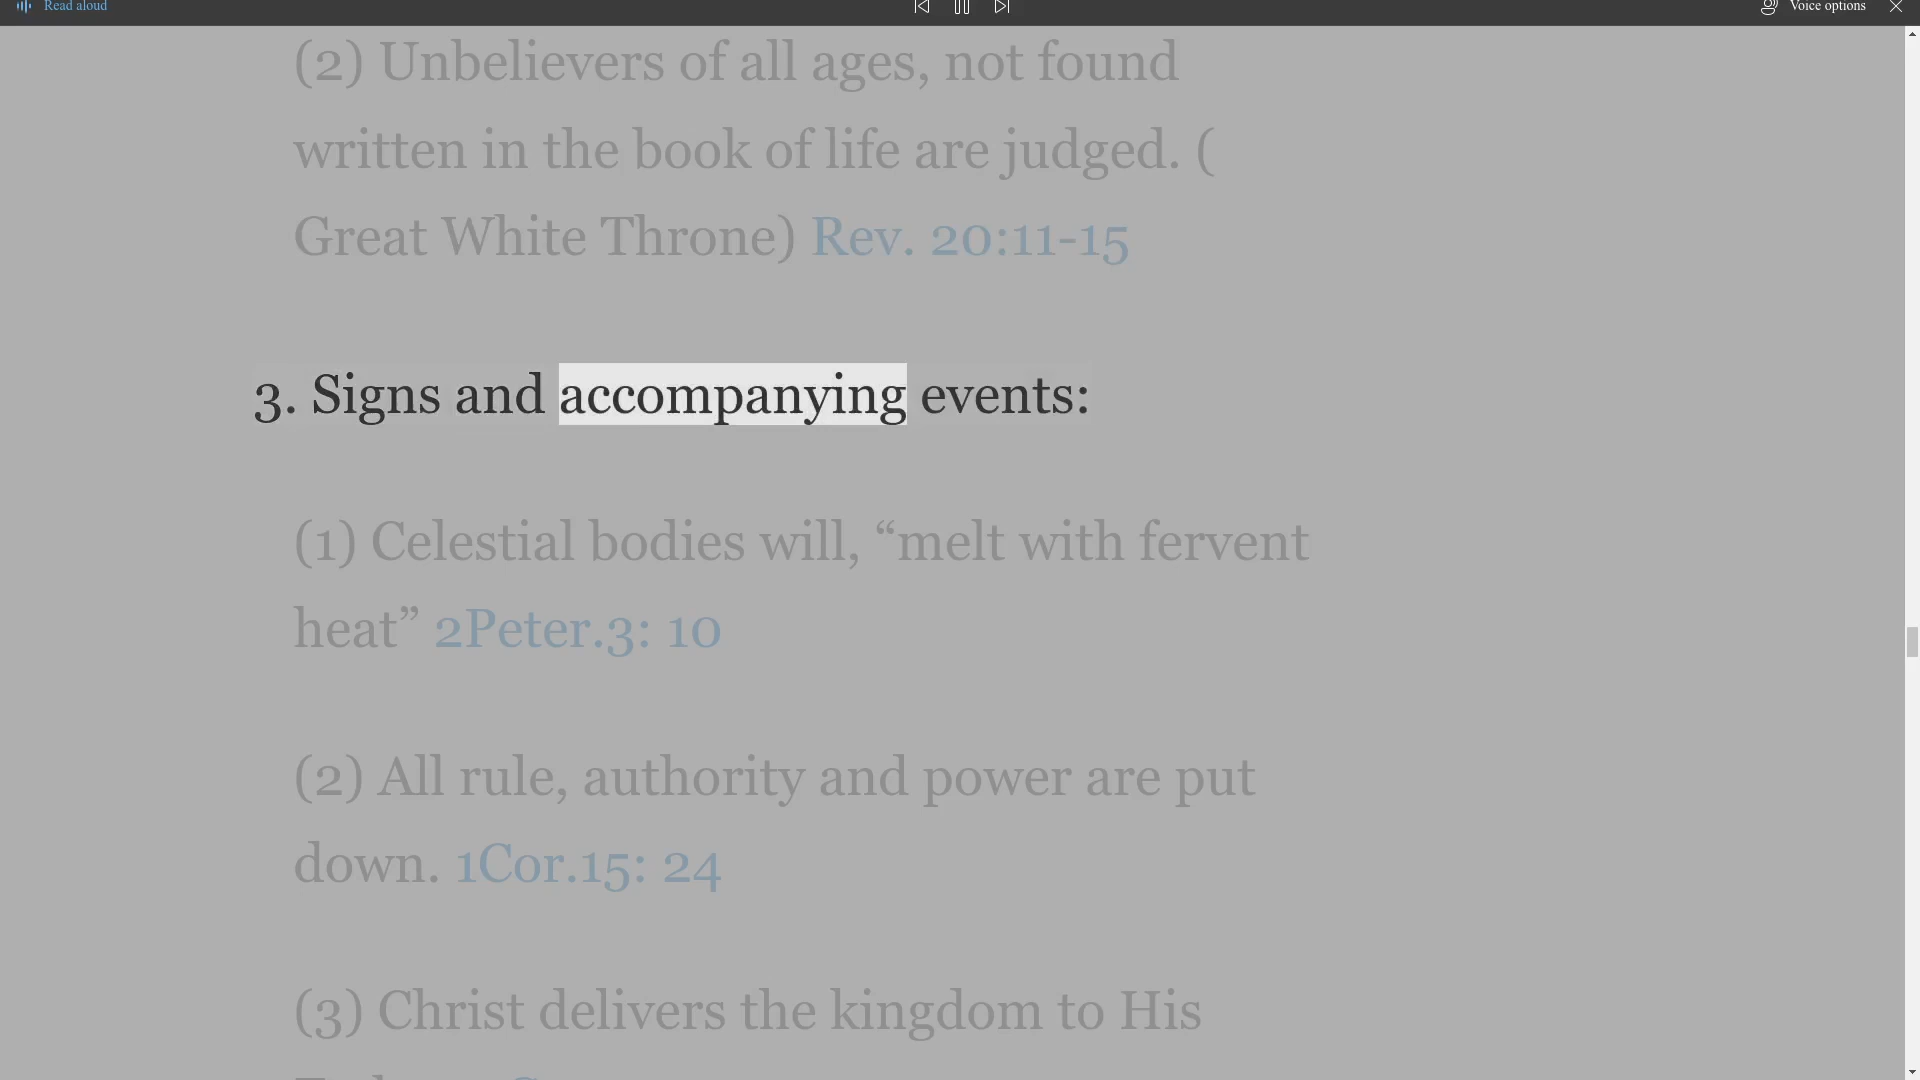 Read aloud
Voice options
(2) Unbelievers of all ages, not found
written in the book of life are judged. (
Great White Throne) Rev. 20:11-15
3. Signs and accompanying events:
(1) Celestial bodies will, “melt with fervent
heat” 2Peter.3: 10
(2) All rule, authority and power are put
down. 1Cor.15: 24
(3) Christ delivers the kingdom to His